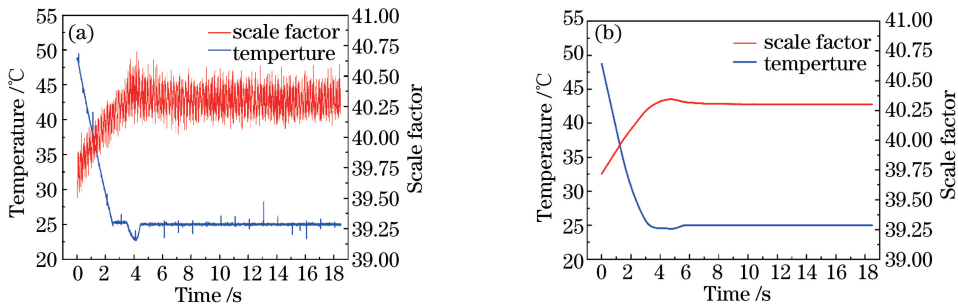 (a)
scale factor
temperture
Temperature /℃
55
50
45
40
35
30
25
20
41.00
40.75
40.50
40.25
40.00
39.75
39.50
39.25
39.00
Scale factor
0 2 4 6 8 10 12 14 16 18
Time /s
(b)
scale factor
temperture
Temperature /℃
55
50
45
40
35
30
25
20
41.00
40.75
40.50
40.25
40.00
39.75
39.50
39.25
39.00
Scale factor
0 2 4 6 8 10 12 14 16 18
Time /s